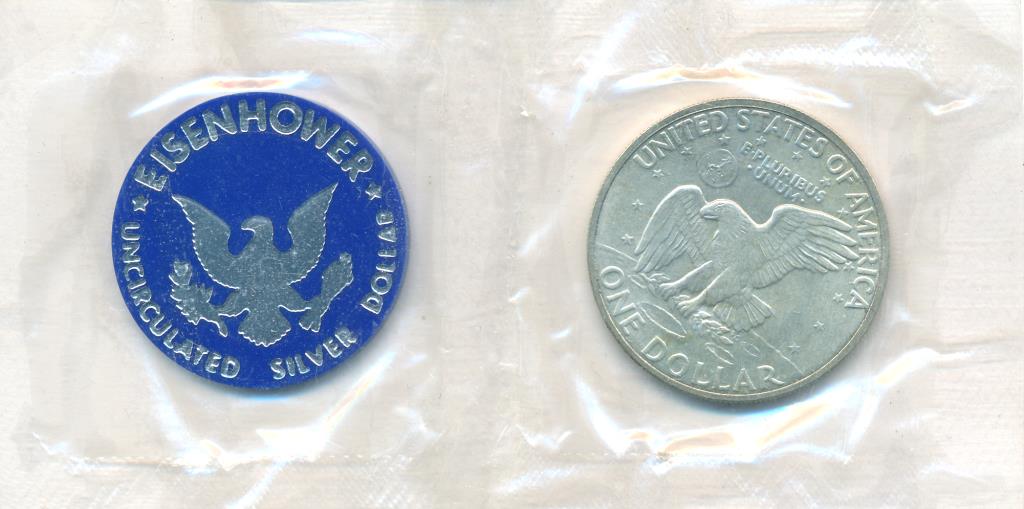 EISENHOWER
UNCIRCULATED SILVER DOLLAR
UNITED STATES OF AMERICA
E PLURIBUS
UNUM
ONE DOLLAR